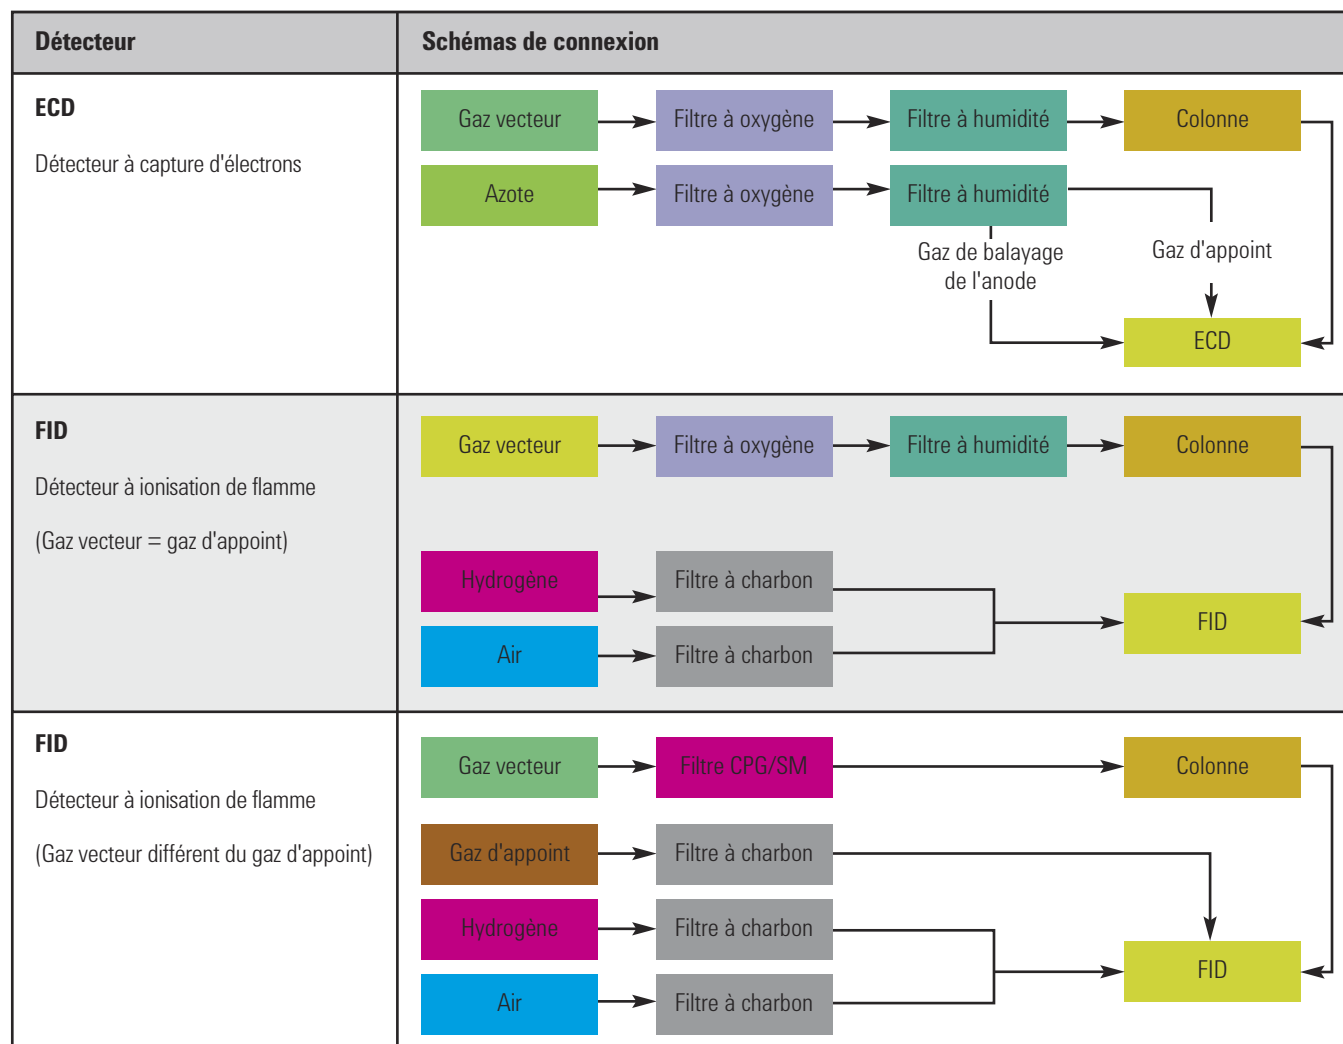 Détecteur
Schémas de connexion
ECD
Détecteur à capture d'électrons
Gaz vecteur
Filtre à oxygène
Filtre à humidité
Colonne
Azote
Filtre à oxygène
Filtre à humidité
Gaz de balayage
de l'anode
Gaz d'appoint
ECD
FID
Détecteur à ionisation de flamme
(Gaz vecteur = gaz d'appoint)
Gaz vecteur
Filtre à oxygène
Filtre à humidité
Colonne
Hydrogène
Filtre à charbon
Air
Filtre à charbon
FID
FID
Détecteur à ionisation de flamme
(Gaz vecteur différent du gaz d'appoint)
Gaz vecteur
Filtre CPG/SM
Colonne
Gaz d'appoint
Filtre à charbon
Hydrogène
Filtre à charbon
Air
Filtre à charbon
FID